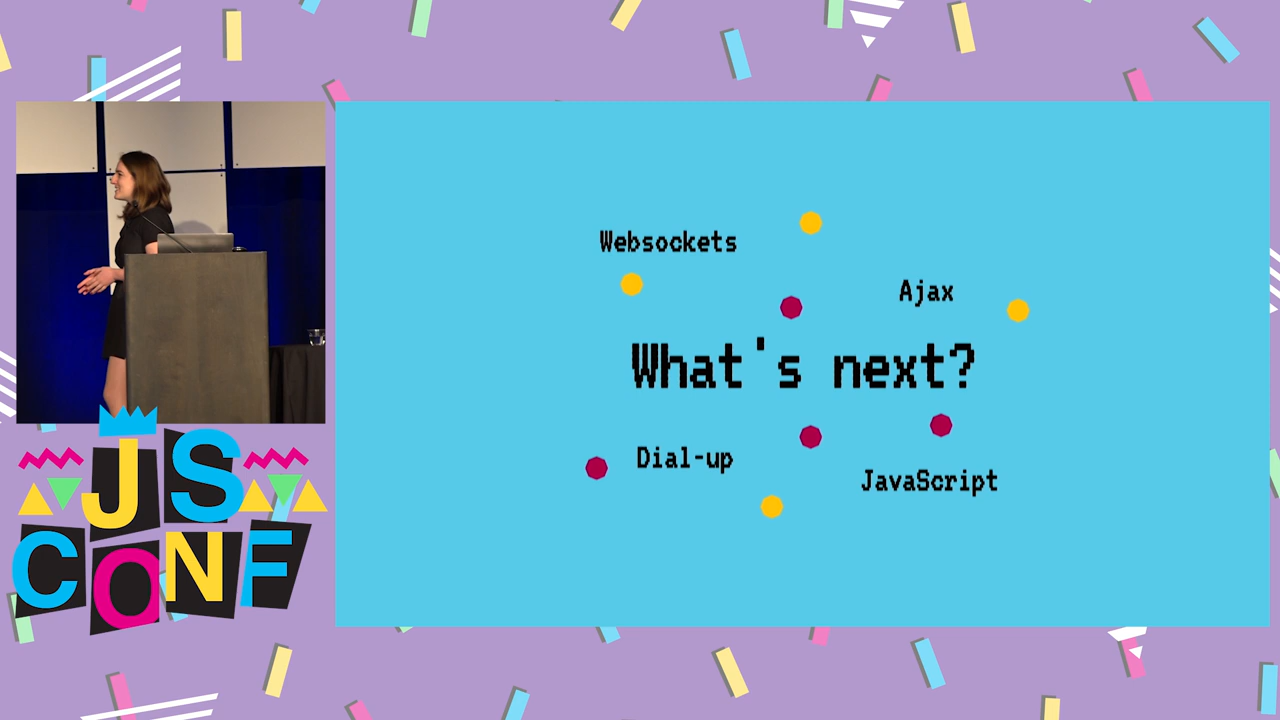 Websockets
Ajax
What's next?
Dial-up
JavaScript
JS
CONF